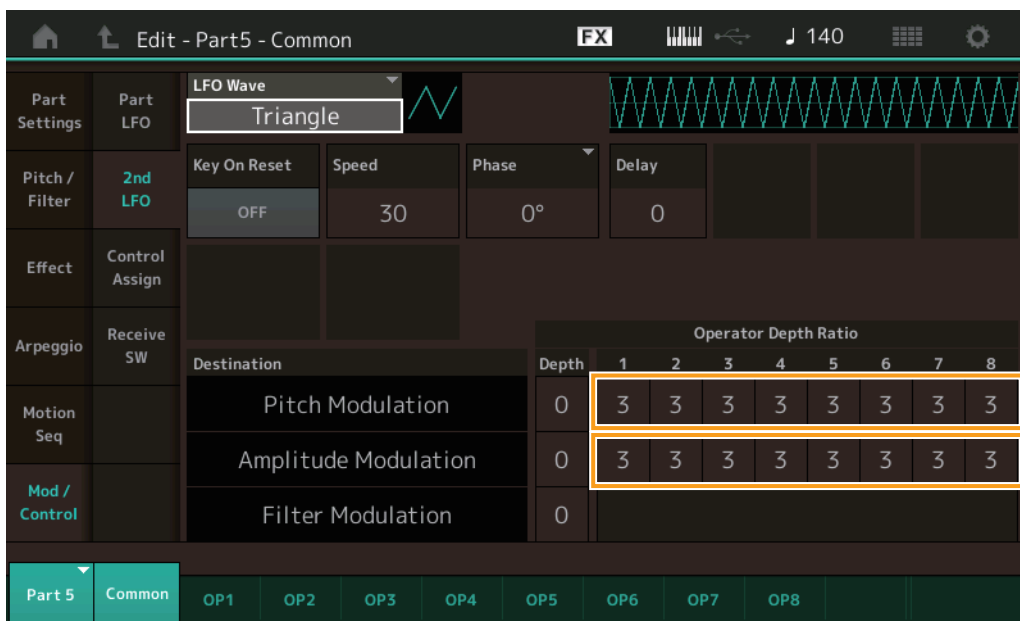 Edit - Part5 - Common FX 140
Part Settings
Pitch / Filter
Effect
Arpeggio
Motion Seq
Mod / Control
Part LFO
2nd LFO
Control Assign
Receive SW
LFO Wave
Triangle
Key On Reset Speed Phase Delay
OFF 30 0° 0
Operator Depth Ratio
Destination Depth 1 2 3 4 5 6 7 8
Pitch Modulation 0 3 3 3 3 3 3 3 3
Amplitude Modulation 0 3 3 3 3 3 3 3 3
Filter Modulation 0
Part 5 Common OP1 OP2 OP3 OP4 OP5 OP6 OP7 OP8